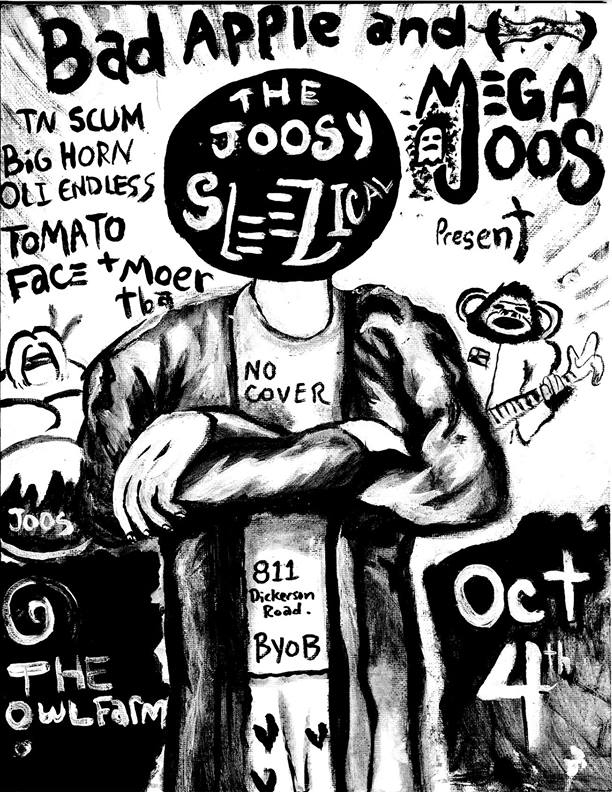 Bad Apple and
MEGA
JOOS
Present
THE
JOOSY
SLEEZICAL
TN SCUM
BiG HORN
OLI ENDLESS
TOMATO
FACE + Moer
tba
NO
COVER
JOOS
811
Dickerson
Road.
BYOB
THE
OWLFarm
Oct
4th